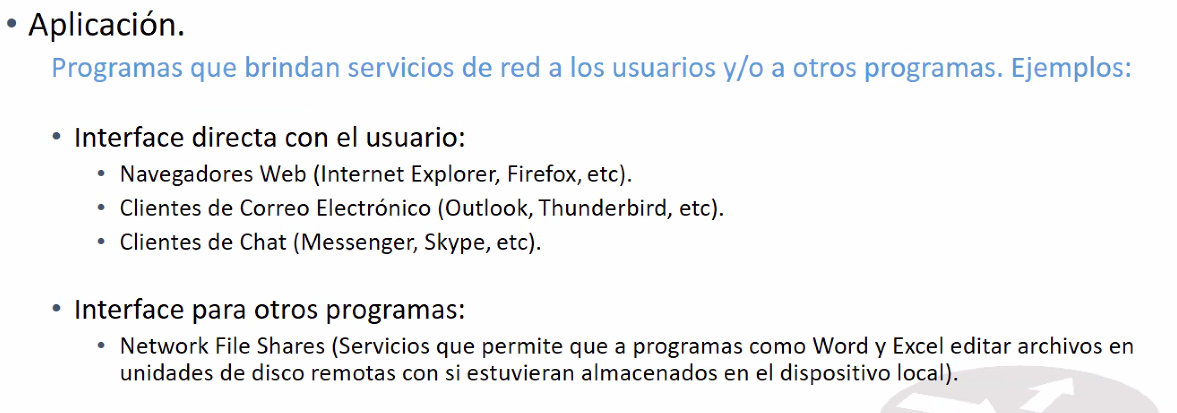 • Aplicación.
Programas que brindan servicios de red a los usuarios y/o a otros programas. Ejemplos:
• Interface directa con el usuario:
• Navegadores Web (Internet Explorer, Firefox, etc).
• Clientes de Correo Electrónico (Outlook, Thunderbird, etc).
• Clientes de Chat (Messenger, Skype, etc).
• Interface para otros programas:
• Network File Shares (Servicios que permite que a programas como Word y Excel editar archivos en
unidades de disco remotas con si estuvieran almacenados en el dispositivo local).